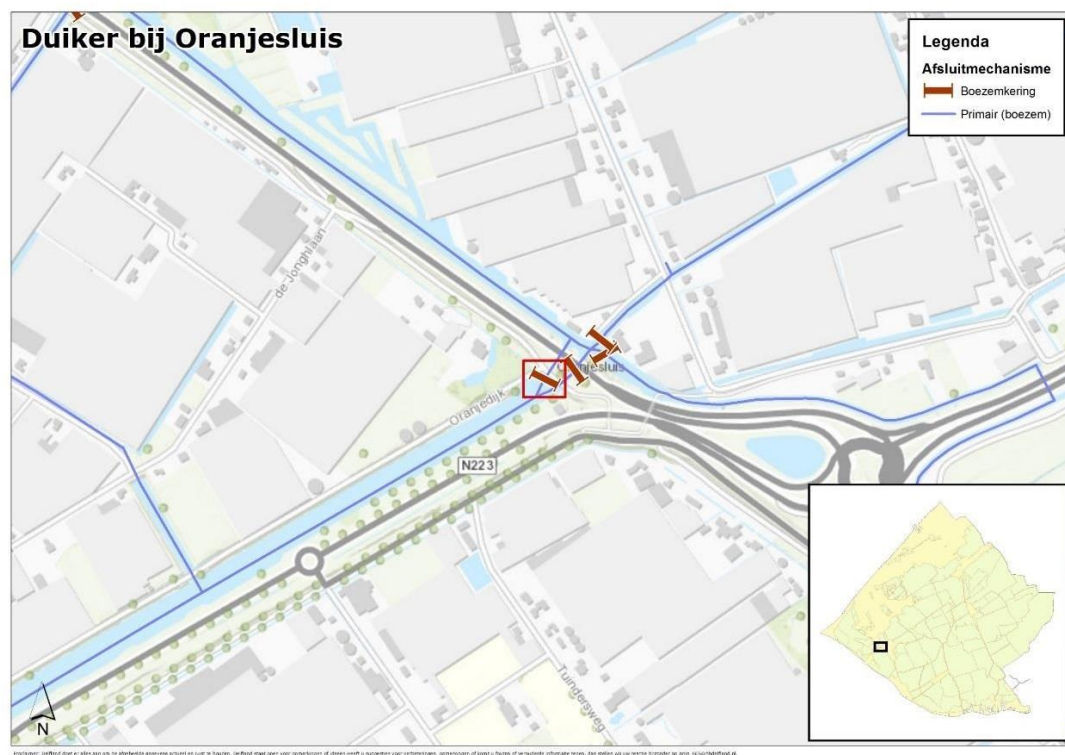 Duiker bij Oranjesluis
Legenda
Afsluitmechanisme
Boezemkering
Primair (boezem)
de Jonghlaan
Oranjesluis
Oranjedijk
N223
Tuindersweg
N